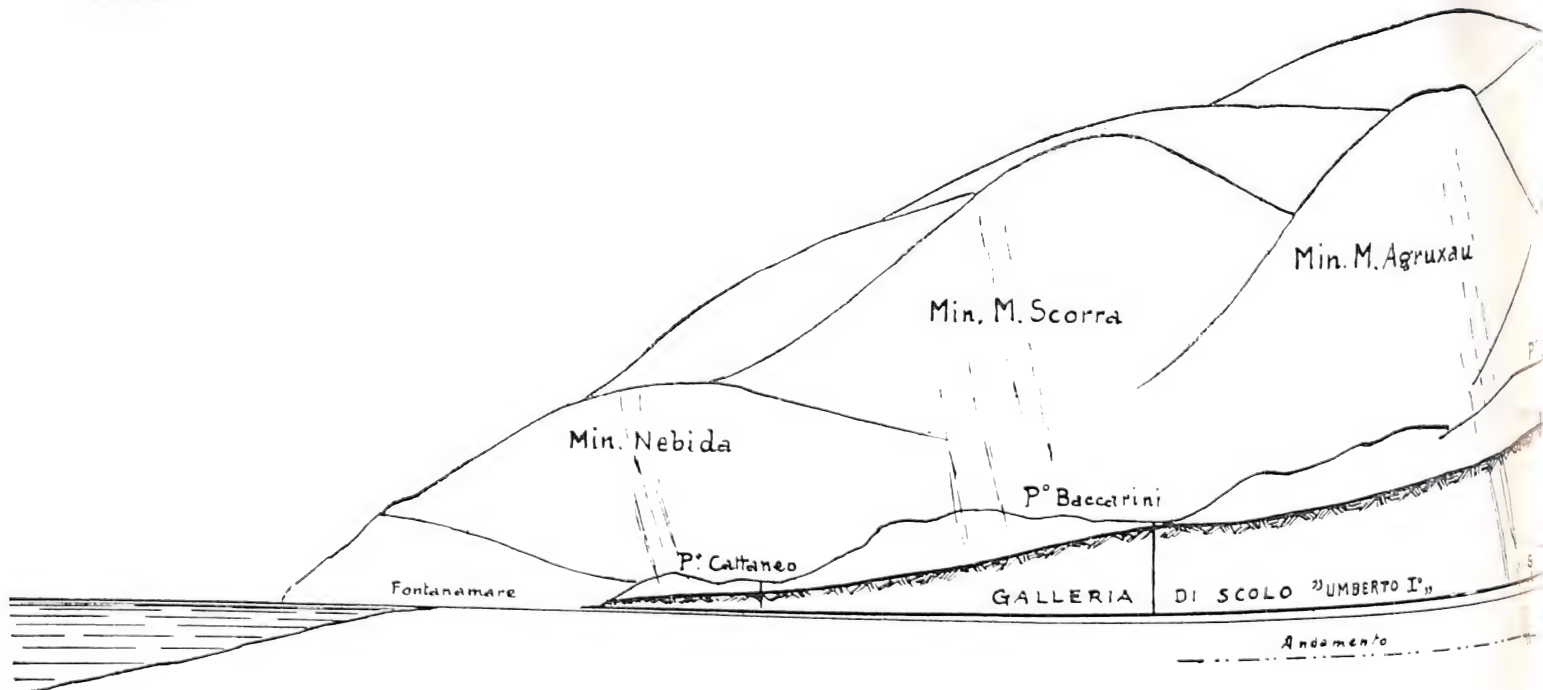 Min. M. Agruxau
Min. M. Scorra
Min. Nebida
P° Baccarini
P° Cattaneo
Fontanamare
GALLERIA DI SCOLO "UMBERTO I°"
Andamento